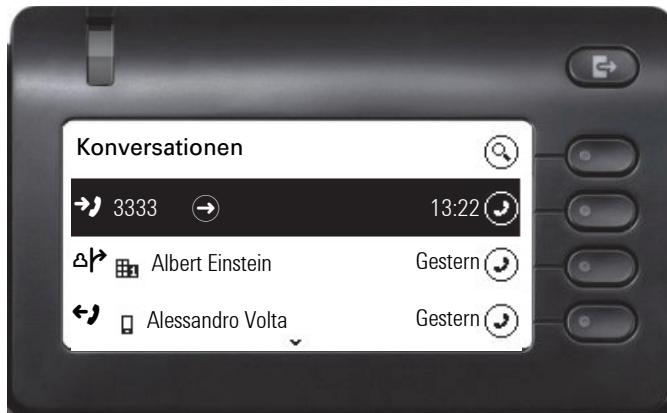 Konversationen
3333 13:22
Albert Einstein Gestern
Alessandro Volta Gestern